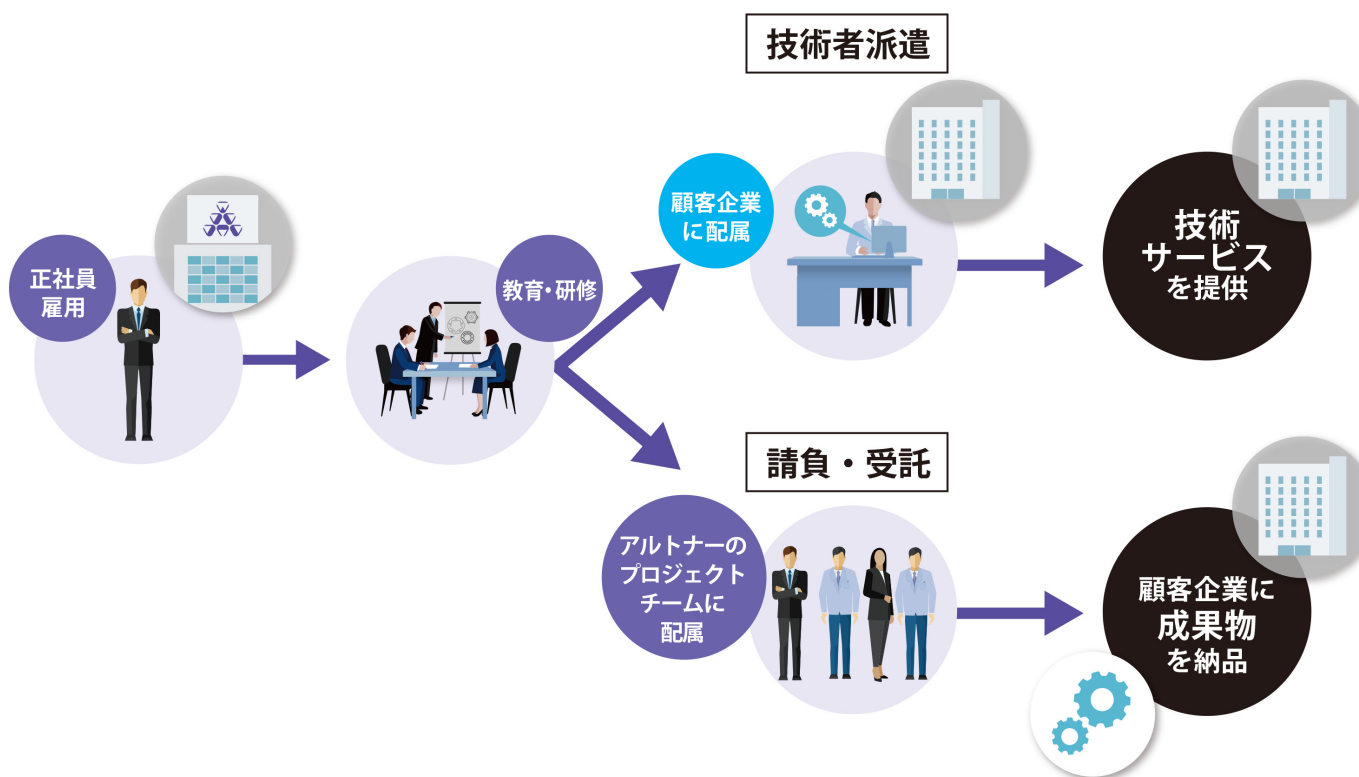 正社員
雇用
教育・研修
技術者派遣
顧客企業
に配属
技術
サービス
を提供
請負・受託
アルトナーの
プロジェクト
チームに
配属
顧客企業に
成果物
を納品